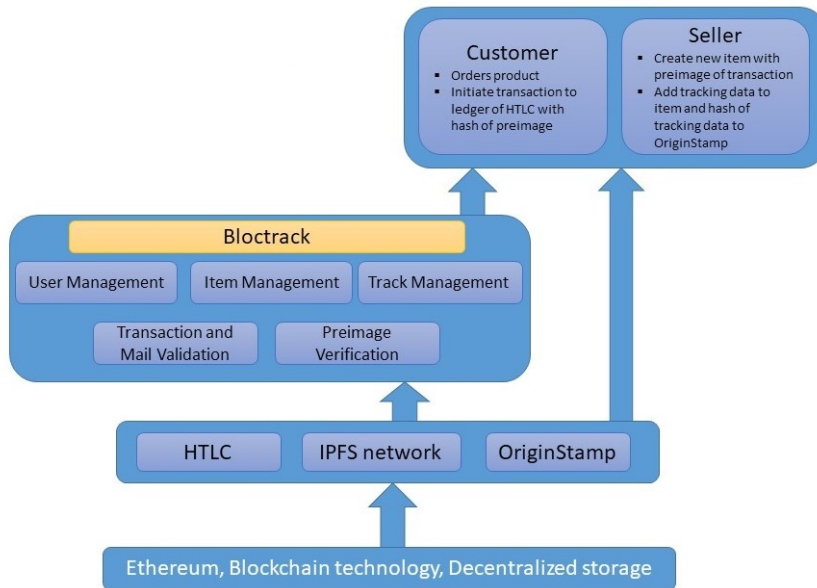 Customer
▪ Orders product
▪ Initiate transaction to
ledger of HTLC with
hash of preimage
Seller
▪ Create new item with
preimage of transaction
▪ Add tracking data to
item and hash of
tracking data to
OriginStamp
Bloctrack
User Management
Item Management
Track Management
Transaction and
Mail Validation
Preimage
Verification
HTLC
IPFS network
OriginStamp
Ethereum, Blockchain technology, Decentralized storage